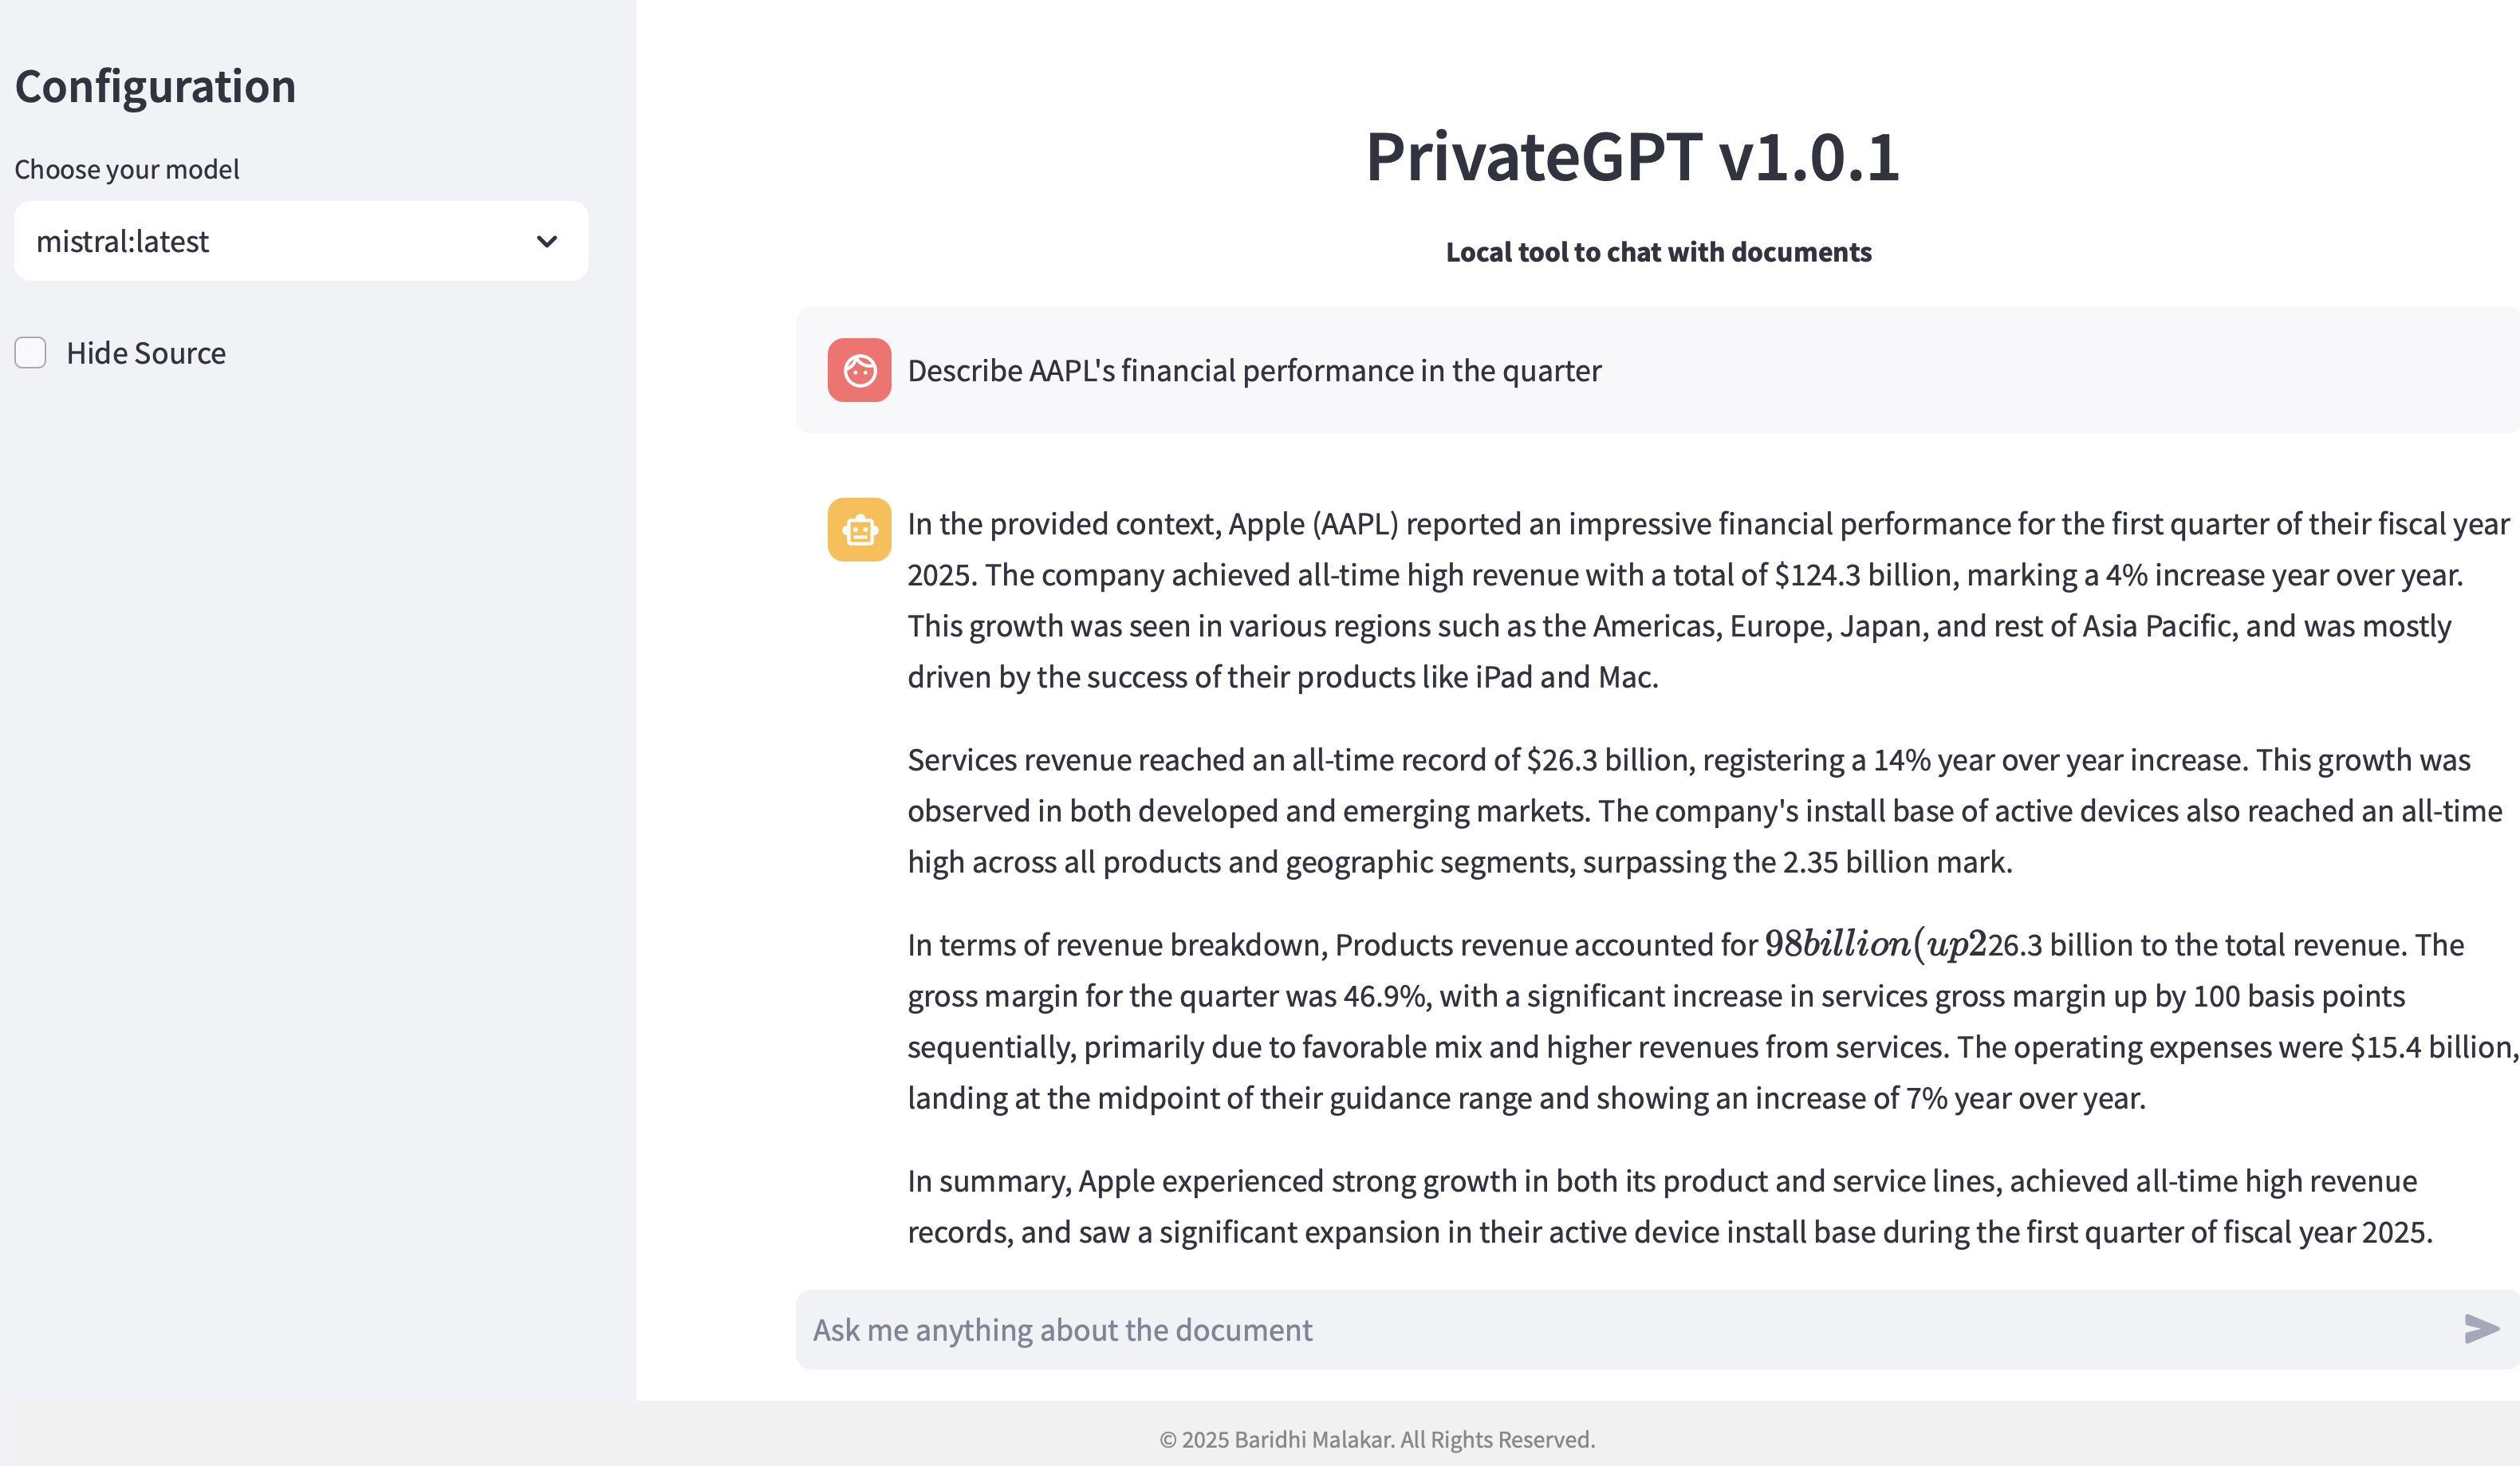 Configuration
Choose your model
mistral:latest
Hide Source
PrivateGPT v1.0.1
Local tool to chat with documents
Describe AAPL's financial performance in the quarter
In the provided context, Apple (AAPL) reported an impressive financial performance for the first quarter of their fiscal year
2025. The company achieved all-time high revenue with a total of $124.3 billion, marking a 4% increase year over year.
This growth was seen in various regions such as the Americas, Europe, Japan, and rest of Asia Pacific, and was mostly
driven by the success of their products like iPad and Mac.
Services revenue reached an all-time record of $26.3 billion, registering a 14% year over year increase. This growth was
observed in both developed and emerging markets. The company's install base of active devices also reached an all-time
high across all products and geographic segments, surpassing the 2.35 billion mark.
In terms of revenue breakdown, Products revenue accounted for 98billion(up226.3 billion to the total revenue. The
gross margin for the quarter was 46.9%, with a significant increase in services gross margin up by 100 basis points
sequentially, primarily due to favorable mix and higher revenues from services. The operating expenses were $15.4 billion,
landing at the midpoint of their guidance range and showing an increase of 7% year over year.
In summary, Apple experienced strong growth in both its product and service lines, achieved all-time high revenue
records, and saw a significant expansion in their active device install base during the first quarter of fiscal year 2025.
Ask me anything about the document
© 2025 Baridhi Malakar. All Rights Reserved.